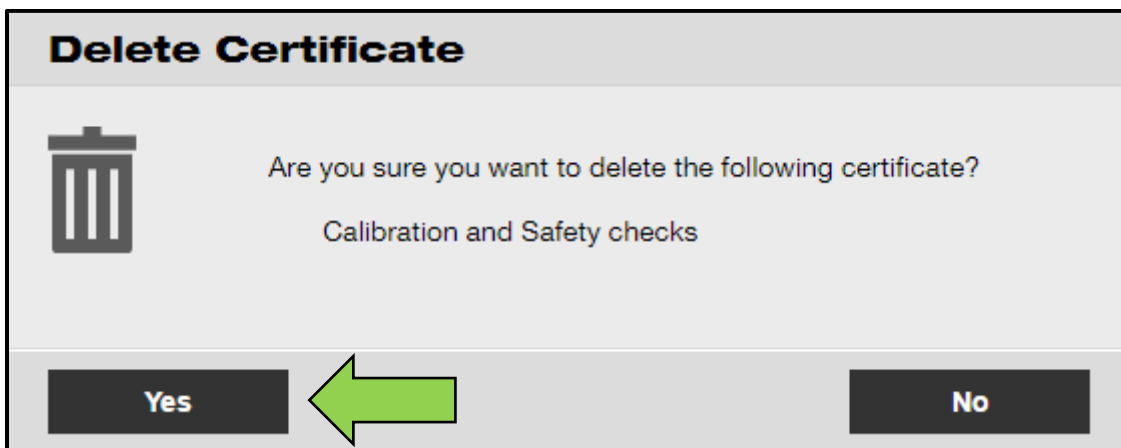 Delete Certificate
Are you sure you want to delete the following certificate?
Calibration and Safety checks
Yes
No